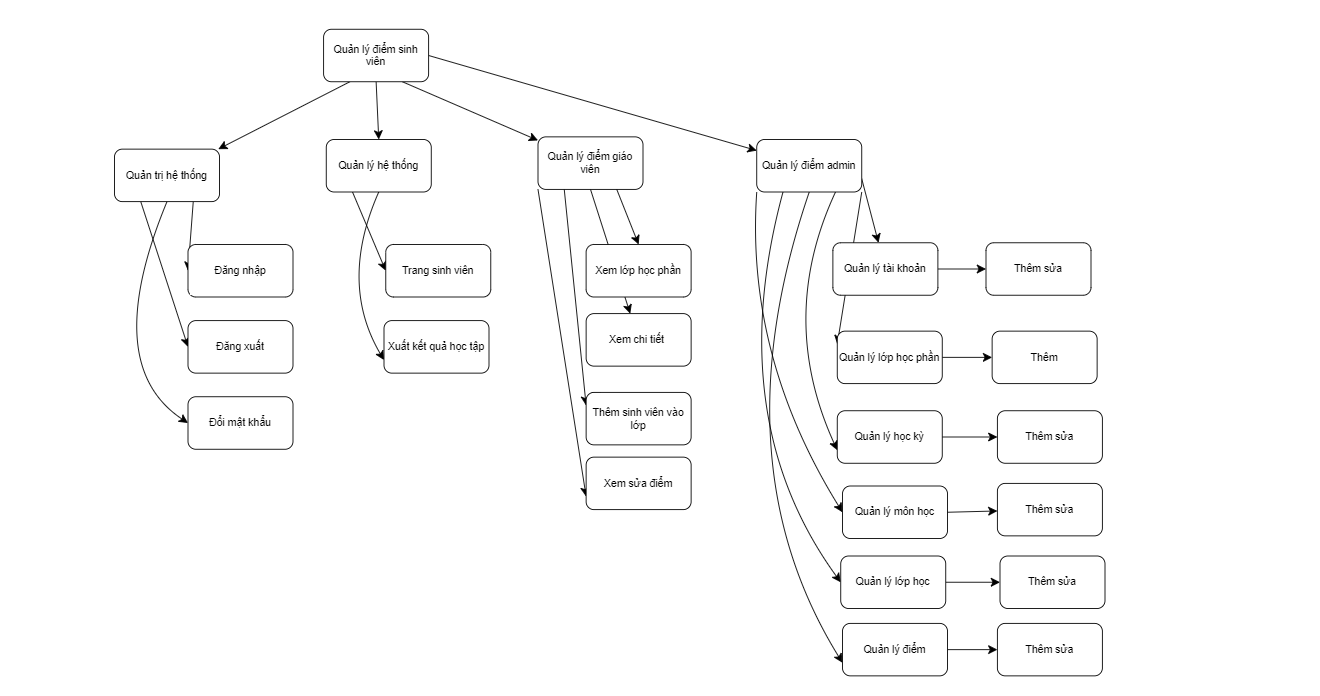 Quản lý điểm sinh
viên
Quản trị hệ thống
Quản lý hệ thống
Quản lý điểm giáo
viên
Quản lý điểm admin
Đăng nhập
Đăng xuất
Đổi mật khẩu
Trang sinh viên
Xuất kết quả học tập
Xem lớp học phần
Xem chi tiết
Thêm sinh viên vào
lớp
Xem sửa điểm
Quản lý tài khoản
Thêm sửa
Quản lý lớp học phần
Thêm
Quản lý học kỳ
Thêm sửa
Quản lý môn học
Thêm sửa
Quản lý lớp học
Thêm sửa
Quản lý điểm
Thêm sửa